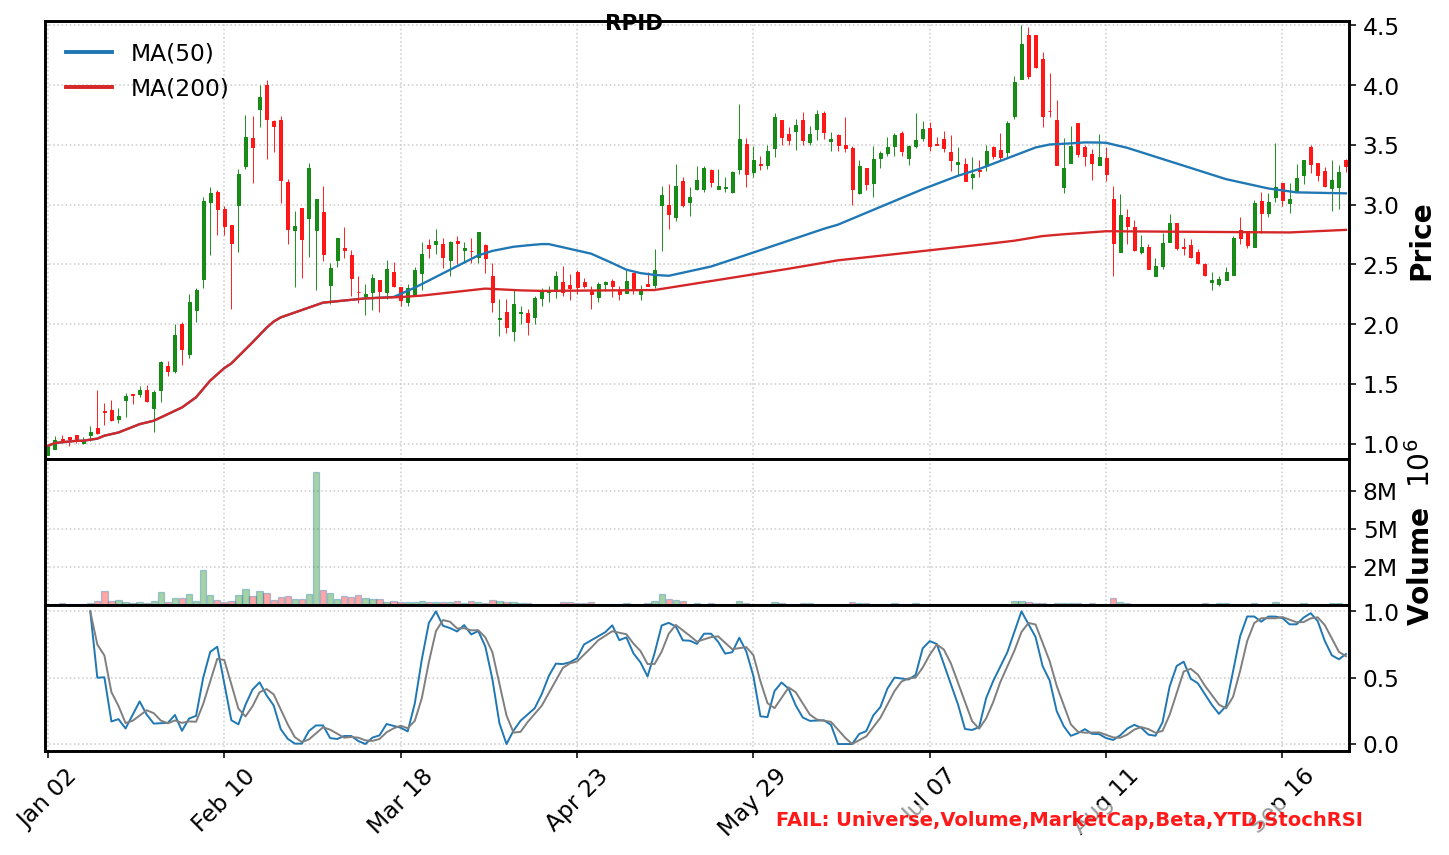 RPID
MA(50)
MA(200)
4.5
4.0
3.5
3.0
2.5
2.0
1.5
1.0
Price
10^6
8M
5M
2M
Volume
1.0
0.5
0.0
Jan 02
Feb 10
Mar 18
Apr 23
May 29
Jul 07
Aug 11
Sep 16
FAIL: Universe,Volume,MarketCap,Beta,YTD,StochRSI